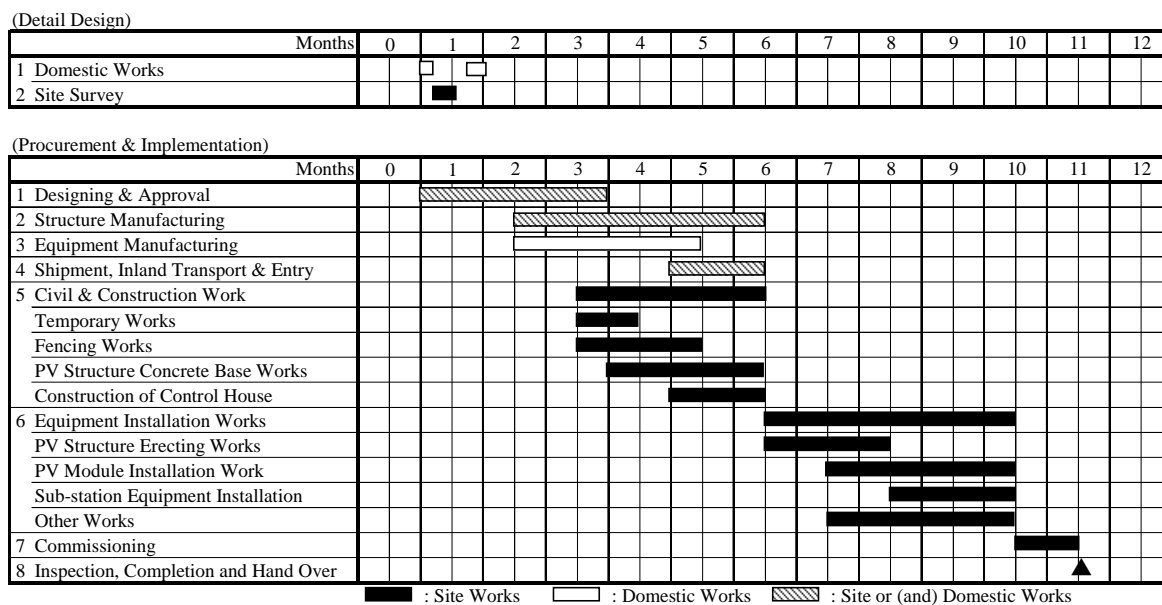 (Detail Design)
Months 0 1 2 3 4 5 6 7 8 9 10 11 12
1 Domestic Works
2 Site Survey
(Procurement & Implementation)
Months 0 1 2 3 4 5 6 7 8 9 10 11 12
1 Designing & Approval
2 Structure Manufacturing
3 Equipment Manufacturing
4 Shipment, Inland Transport & Entry
5 Civil & Construction Work
Temporary Works
Fencing Works
PV Structure Concrete Base Works
Construction of Control House
6 Equipment Installation Works
PV Structure Erecting Works
PV Module Installation Work
Sub-station Equipment Installation
Other Works
7 Commissioning
8 Inspection, Completion and Hand Over
: Site Works : Domestic Works : Site or (and) Domestic Works